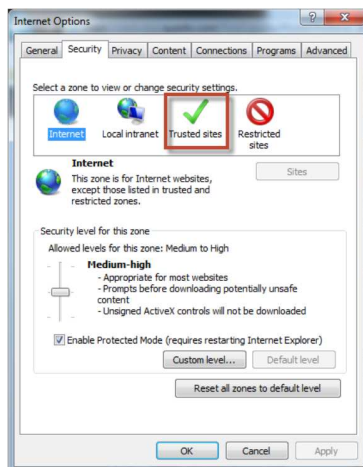 Internet Options
General Security Privacy Content Connections Programs Advanced
Select a zone to view or change security settings.
Internet Local intranet Trusted sites Restricted
sites
Internet
This zone is for Internet websites,
except those listed in trusted and
restricted zones.
Sites
Security level for this zone
Allowed levels for this zone: Medium to High
Medium-high
- Appropriate for most websites
- Prompts before downloading potentially unsafe
content
- Unsigned ActiveX controls will not be downloaded
Enable Protected Mode (requires restarting Internet Explorer)
Custom level... Default level
Reset all zones to default level
OK Cancel Apply